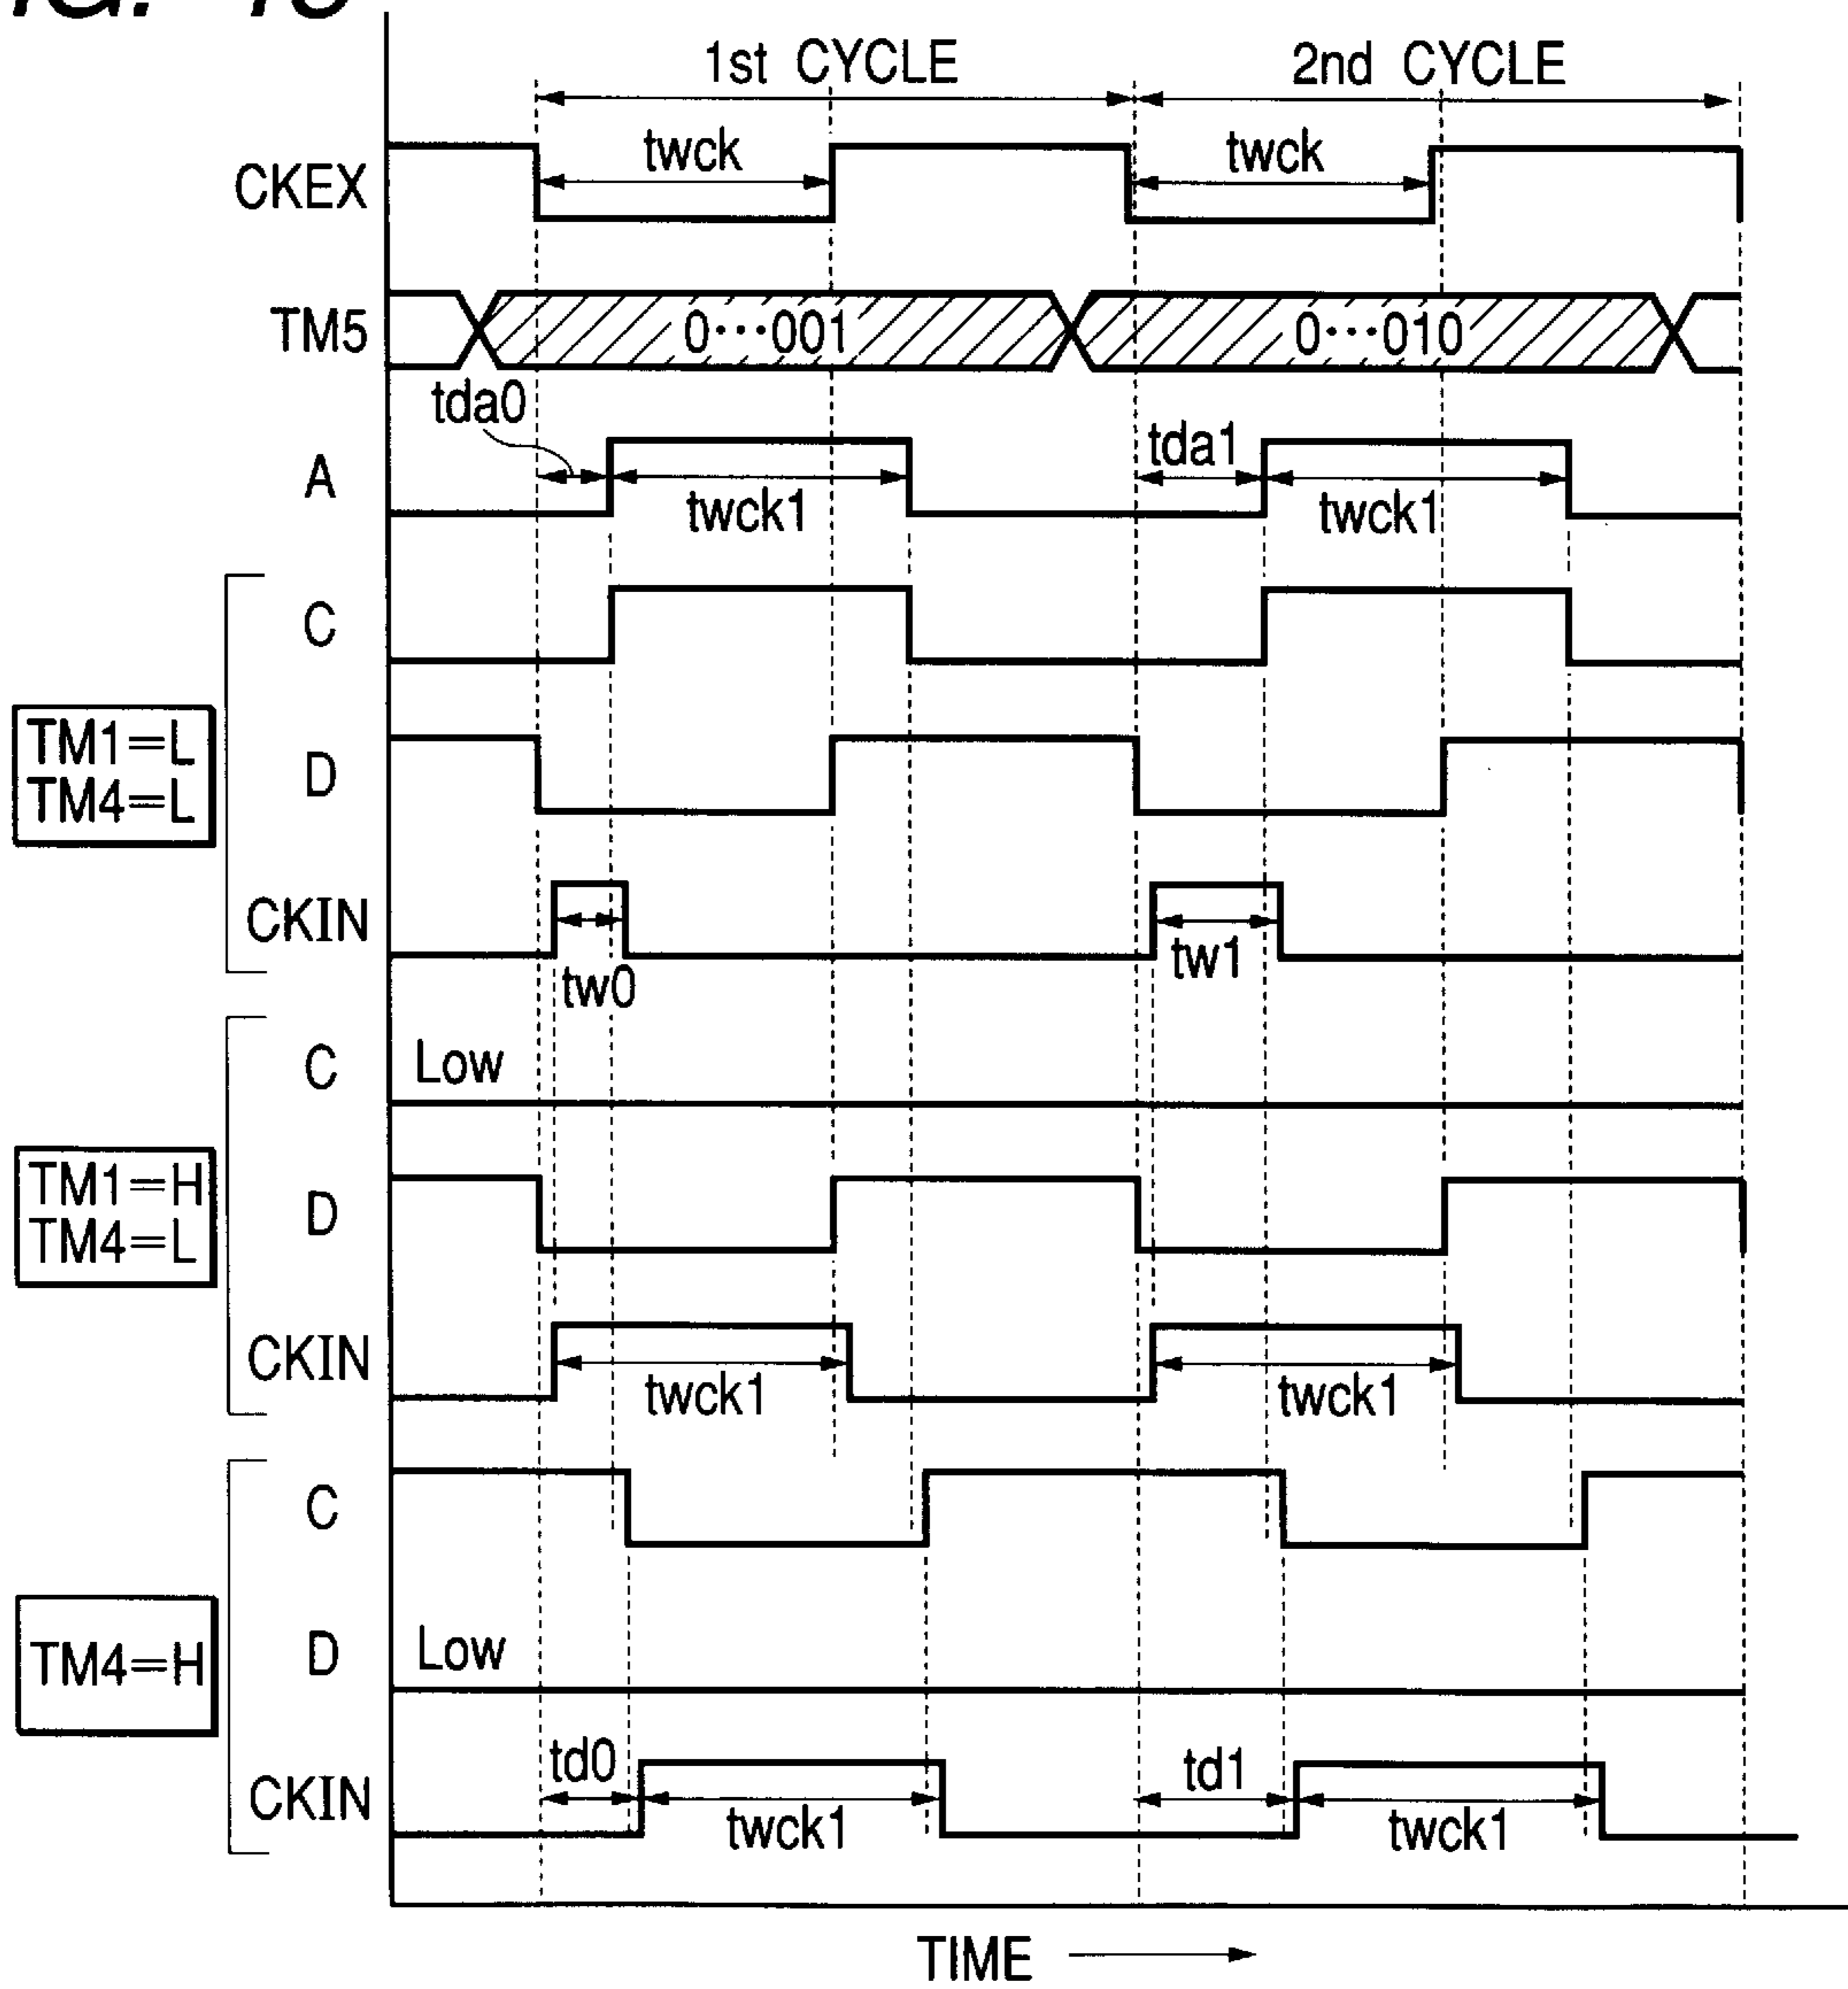 1st CYCLE 2nd CYCLE
CKEX twck twck
TM5 0···001 0···010
tda0
A twck1 tda1 twck1
TM1=L
TM4=L
C
D
CKIN tw0 tw1
TM1=H
TM4=L
C Low
D
CKIN twck1 twck1
TM4=H
C
D Low
CKIN td0 twck1 td1 twck1
TIME